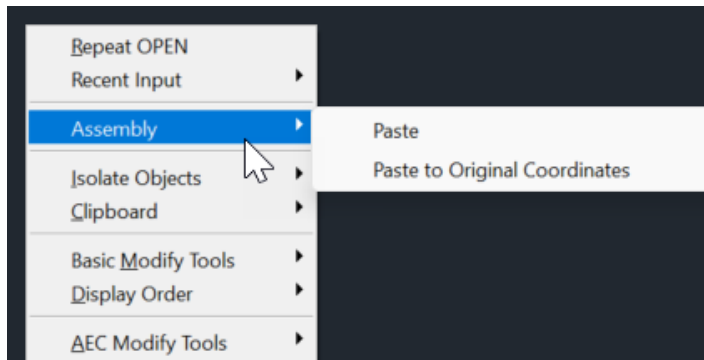 Repeat OPEN
Recent Input
Assembly
Paste
Paste to Original Coordinates
Isolate Objects
Clipboard
Basic Modify Tools
Display Order
AEC Modify Tools